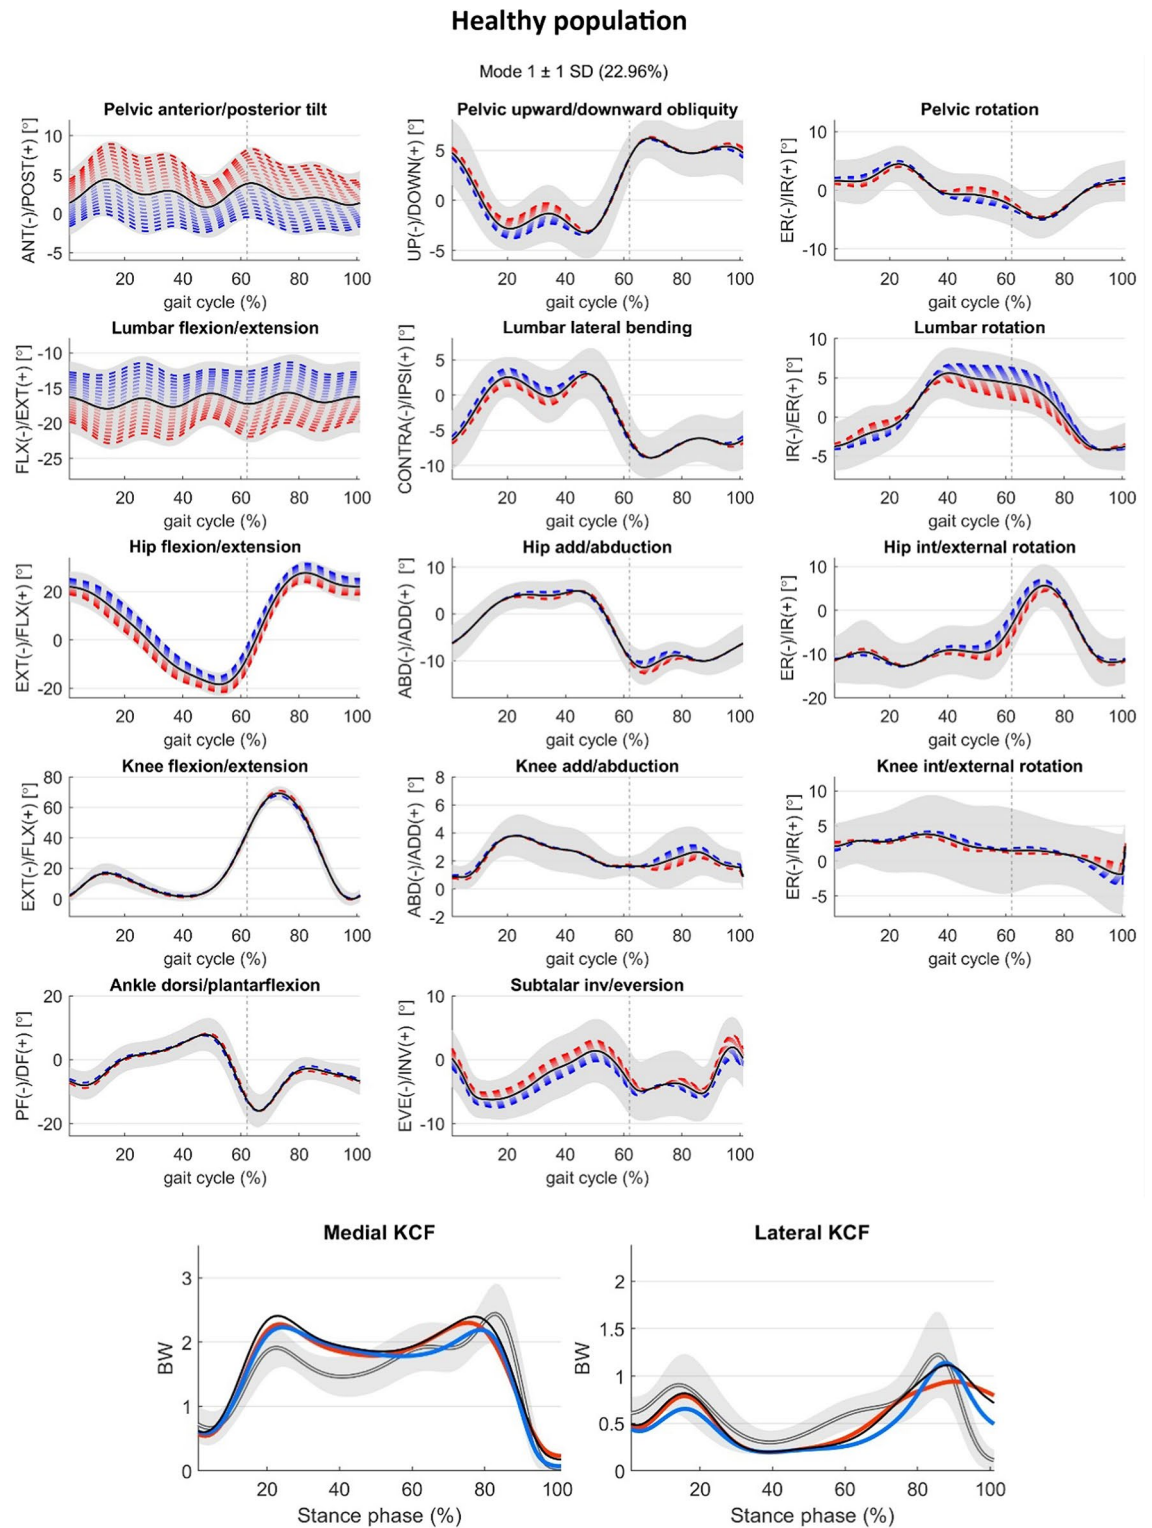 Healthy population
Mode 1 ± 1 SD (22.96%)
Pelvic anterior/posterior tilt
ANT(-)/POST(+) [°]
10
5
0
-5
20 40 60 80 100
gait cycle (%)
Pelvic upward/downward obliquity
UP(-)/DOWN(+) [°]
5
0
-5
20 40 60 80 100
gait cycle (%)
Pelvic rotation
ER(-)/IR(+) [°]
10
0
-10
20 40 60 80 100
gait cycle (%)
Lumbar flexion/extension
FLX(-)/EXT(+) [°]
-10
-15
-20
-25
20 40 60 80 100
gait cycle (%)
Lumbar lateral bending
CONTRA(-)/IPSI(+) [°]
5
0
-5
-10
20 40 60 80 100
gait cycle (%)
Lumbar rotation
IR(-)/ER(+) [°]
10
5
0
-5
20 40 60 80 100
gait cycle (%)
Hip flexion/extension
EXT(-)/FLX(+) [°]
20
0
-20
20 40 60 80 100
gait cycle (%)
Hip add/abduction
ABD(-)/ADD(+) [°]
10
0
-10
20 40 60 80 100
gait cycle (%)
Hip int/external rotation
ER(-)/IR(+) [°]
10
0
-10
-20
20 40 60 80 100
gait cycle (%)
Knee flexion/extension
EXT(-)/FLX(+) [°]
80
60
40
20
0
20 40 60 80 100
gait cycle (%)
Knee add/abduction
ABD(-)/ADD(+) [°]
8
6
4
2
0
-2
20 40 60 80 100
gait cycle (%)
Knee int/external rotation
ER(-)/IR(+) [°]
10
5
0
-5
20 40 60 80 100
gait cycle (%)
Ankle dorsi/plantarflexion
PF(-)/DF(+) [°]
20
0
-20
20 40 60 80 100
gait cycle (%)
Subtalar inv/eversion
EVE(-)/INV(+) [°]
10
0
-10
20 40 60 80 100
gait cycle (%)
Medial KCF
BW
3
2
1
0
20 40 60 80 100
Stance phase (%)
Lateral KCF
BW
2
1.5
1
0.5
0
20 40 60 80 100
Stance phase (%)